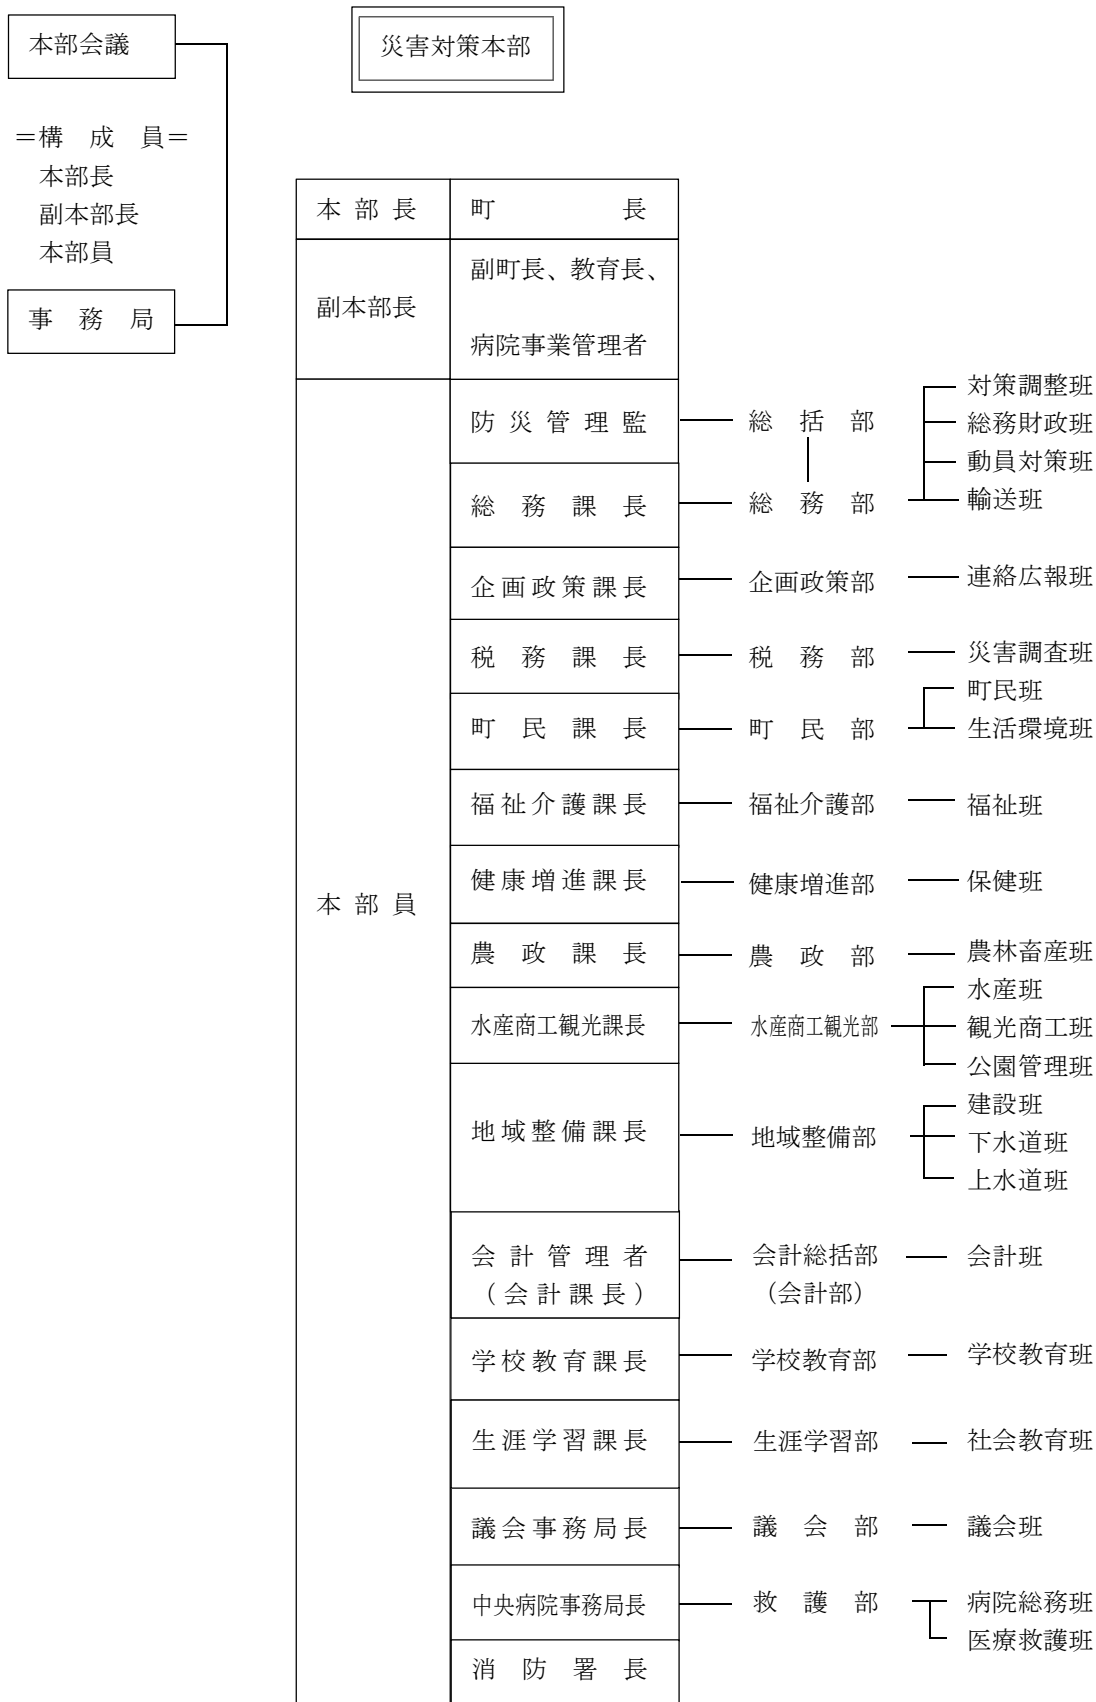 本部会議
災害対策本部
＝構成員＝
本部長
副本部長
本部員
事務局
本部長 町長
副本部長 副町長、教育長、
病院事業管理者
本部員
防災管理監 総括部
総務課長 総務部
対策調整班
総務財政班
動員対策班
輸送班
企画政策課長 企画政策部 連絡広報班
税務課長 税務部 災害調査班
町民課長 町民部
町民班
生活環境班
福祉介護課長 福祉介護部 福祉班
健康増進課長 健康増進部 保健班
農政課長 農政部 農林畜産班
水産商工観光課長 水産商工観光部
水産班
観光商工班
公園管理班
地域整備課長 地域整備部
建設班
下水道班
上水道班
会計管理者 会計総括部 会計班
（会計課長） （会計部）
学校教育課長 学校教育部 学校教育班
生涯学習課長 生涯学習部 社会教育班
議会事務局長 議会部 議会班
中央病院事務局長 救護部 病院総務班
医療救護班
消防署長